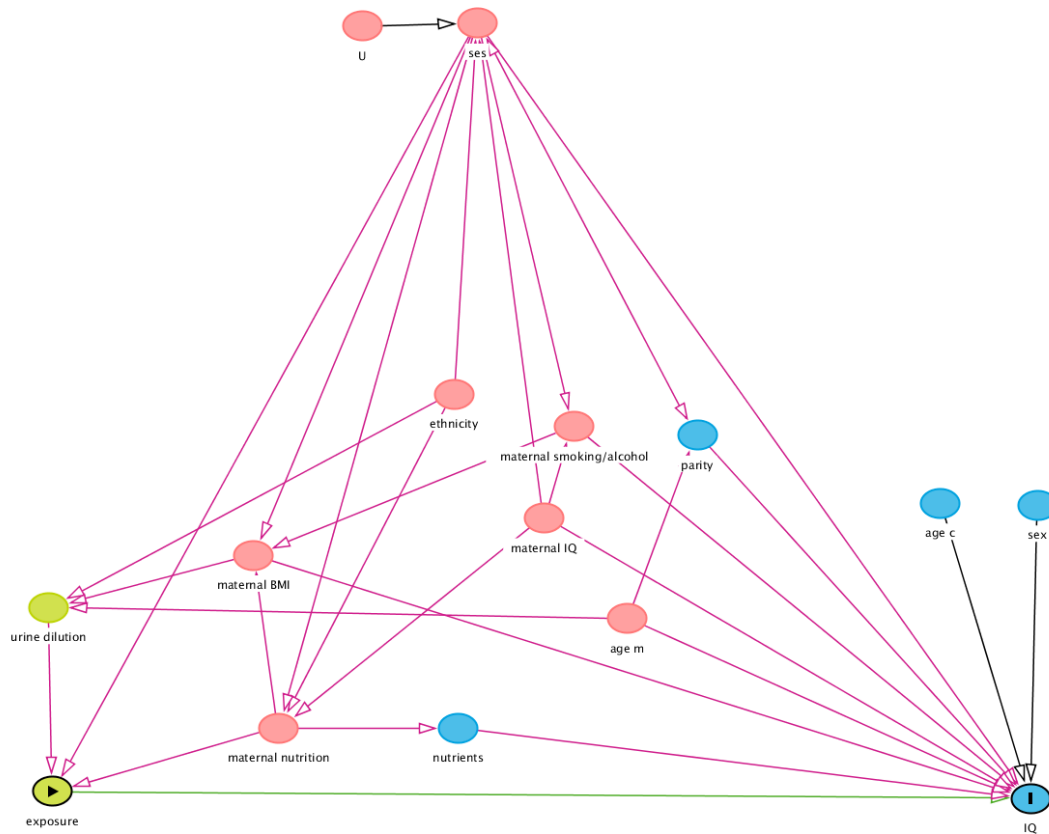 U
ses
ethnicity
maternal smoking/alcohol
parity
age c
sex
maternal IQ
maternal BMI
urine dilution
age m
maternal nutrition
nutrients
exposure
IQ